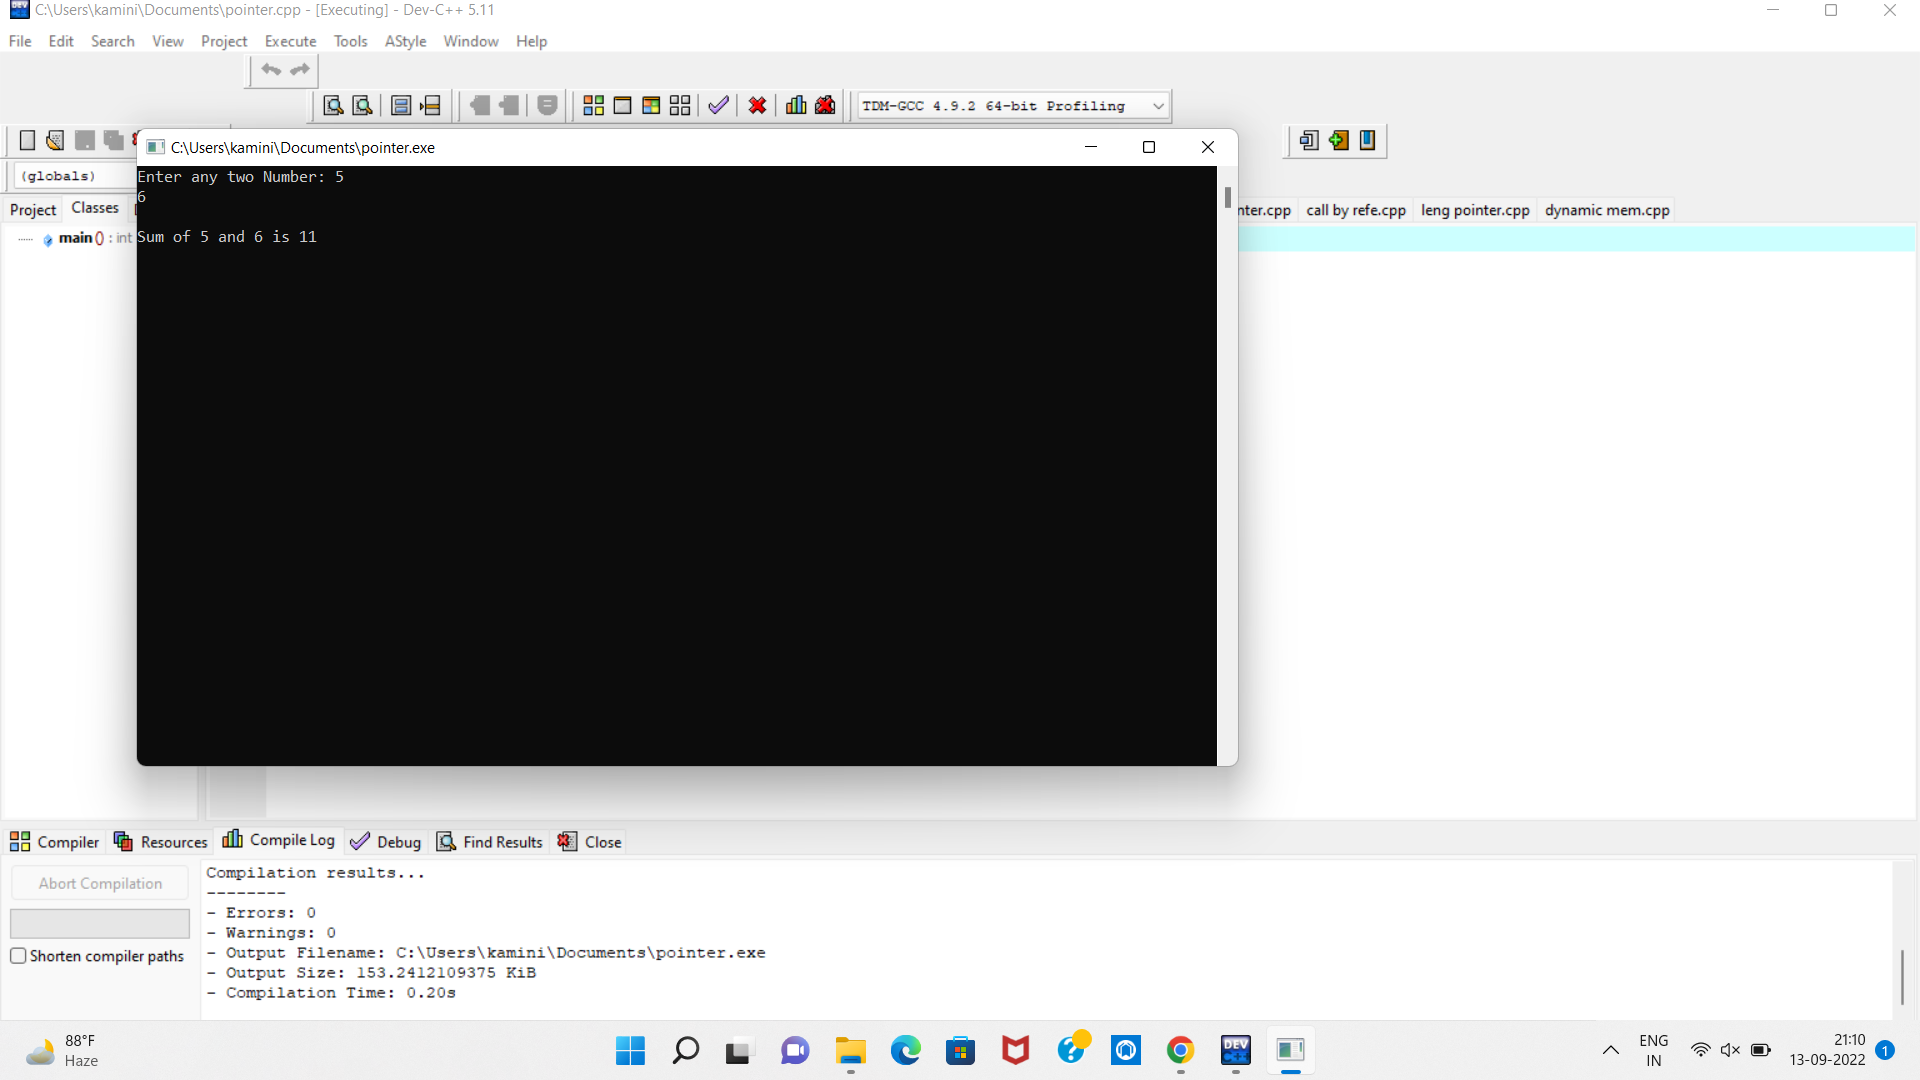 C:\Users\kamini\Documents\pointer.cpp - [Executing] - Dev-C++ 5.11
File Edit Search View Project Execute Tools AStyle Window Help
TDM-GCC 4.9.2 64-bit Profiling
C:\Users\kamini\Documents\pointer.exe
(globals)
Enter any two Number: 5
6
Project Classes
nter.cpp call by refe.cpp leng pointer.cpp dynamic mem.cpp
main () : int
Sum of 5 and 6 is 11
Compiler Resources Compile Log Debug Find Results Close
Abort Compilation
Shorten compiler paths
Compilation results...
--------
- Errors: 0
- Warnings: 0
- Output Filename: C:\Users\kamini\Documents\pointer.exe
- Output Size: 153.2412109375 KiB
- Compilation Time: 0.20s
88°F
Haze
DEV
C++
ENG
IN
21:10
13-09-2022
1